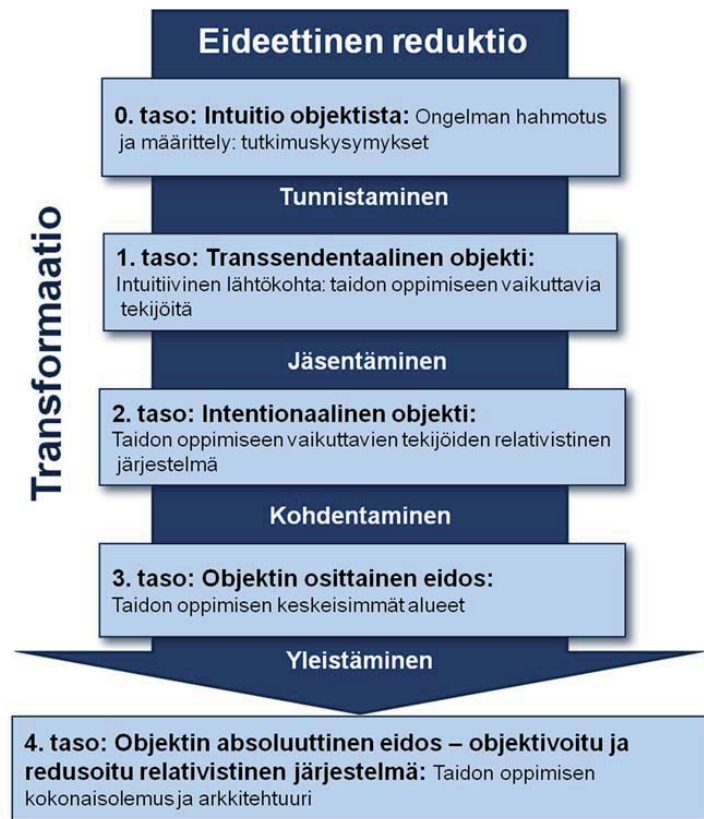 Eideettinen reduktio
0. taso: Intuitio objektista: Ongelman hahmotus
ja määrittely: tutkimuskysymykset
Tunnistaminen
Transformaatio
1. taso: Transsendentaalinen objekti:
Intuitiivinen lähtökohta: taidon oppimiseen vaikuttavia
tekijöitä
Jäsentäminen
2. taso: Intentionaalinen objekti:
Taidon oppimiseen vaikuttavien tekijöiden relativistinen
järjestelmä
Kohdentaminen
3. taso: Objektin osittainen eidos:
Taidon oppimisen keskeisimmät alueet
Yleistäminen
4. taso: Objektin absoluuttinen eidos – objektivoitu ja
redusoitu relativistinen järjestelmä: Taidon oppimisen
kokonaisolemus ja arkkitehtuuri